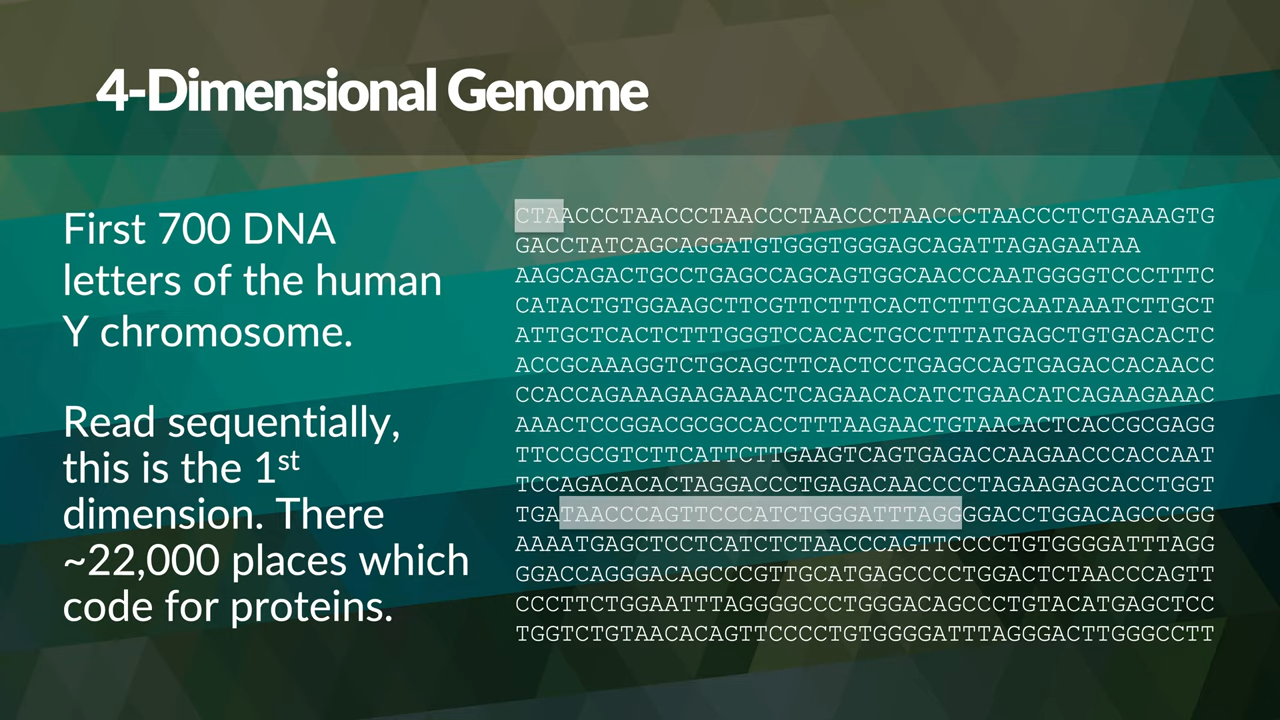 4-Dimensional Genome
First 700 DNA
letters of the human
Y chromosome.
Read sequentially,
this is the 1st
dimension. There
~22,000 places which
code for proteins.
CTAACCCTAACCCTAACCCTAACCCTAACCCTAACCCTCTGAAAGTG
GACCTATCAGCAGGATGTGGGTGGGAGCAGATTAGAGAATAA
AAGCAGACTGCCTGAGCCAGCAGTGGCAACCCAATGGGGTCCCTTTC
CATACTGTGGAAGCTTCGTTCTTTCACTCTTTGCAATAAATCTTGCT
ATTGCTCACTCTTTGGGTCCACACTGCCTTTATGAGCTGTGACACTC
ACCGCAAAGGTCTGCAGCTTCACTCCTGAGCCAGTGAGACCACAACC
CCACCAGAAAGAAGAAACTCAGAACACATCTGAACATCAGAAGAAAC
AAACTCCGGACGCGCCACCTTTAAGAACTGTAACACTCACCGCGAGG
TTCCGCGTCTTCATTCTTGAAGTCAGTGAGACCAAGAACCCACCAAT
TCCAGACACACTAGGACCCTGAGACAACCCCTAGAAGAGCACCTGGT
TGATAACCCAGTTCCCATCTGGGATTTAGGGGACCTGGACAGCCCGG
AAAATGAGCTCCTCATCTCTAACCCAGTTCCCCTGTGGGGATTTAGG
GGACCAGGGACAGCCCGTTGCATGAGCCCCTGGACTCTAACCCAGTT
CCCTTCTGGAATTTAGGGGCCCTGGGACAGCCCTGTACATGAGCTCC
TGGTCTGTAACACAGTTCCCCTGTGGGGATTTAGGGACTTGGGCCTT